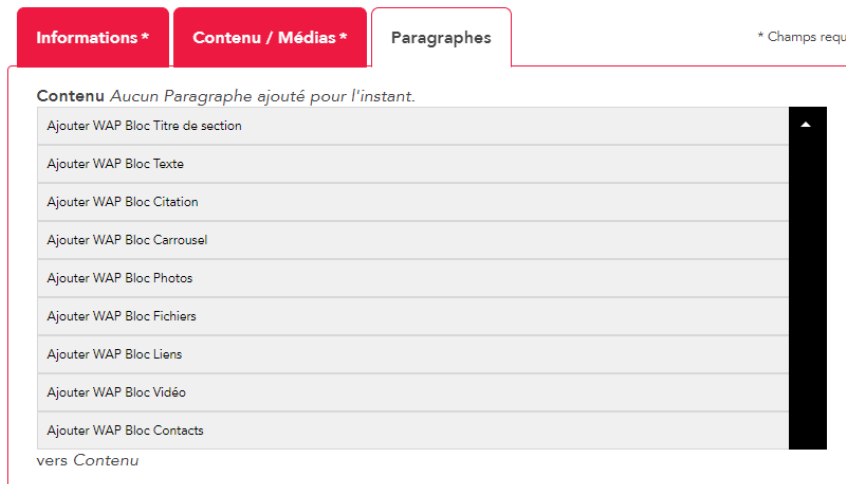 Informations * Contenu / Médias * Paragraphes * Champs
Contenu Aucun Paragraphe ajouté pour l'instant.
Ajouter WAP Bloc Titre de section
Ajouter WAP Bloc Texte
Ajouter WAP Bloc Citation
Ajouter WAP Bloc Carrousel
Ajouter WAP Bloc Photos
Ajouter WAP Bloc Fichiers
Ajouter WAP Bloc Liens
Ajouter WAP Bloc Vidéo
Ajouter WAP Bloc Contacts
vers Contenu